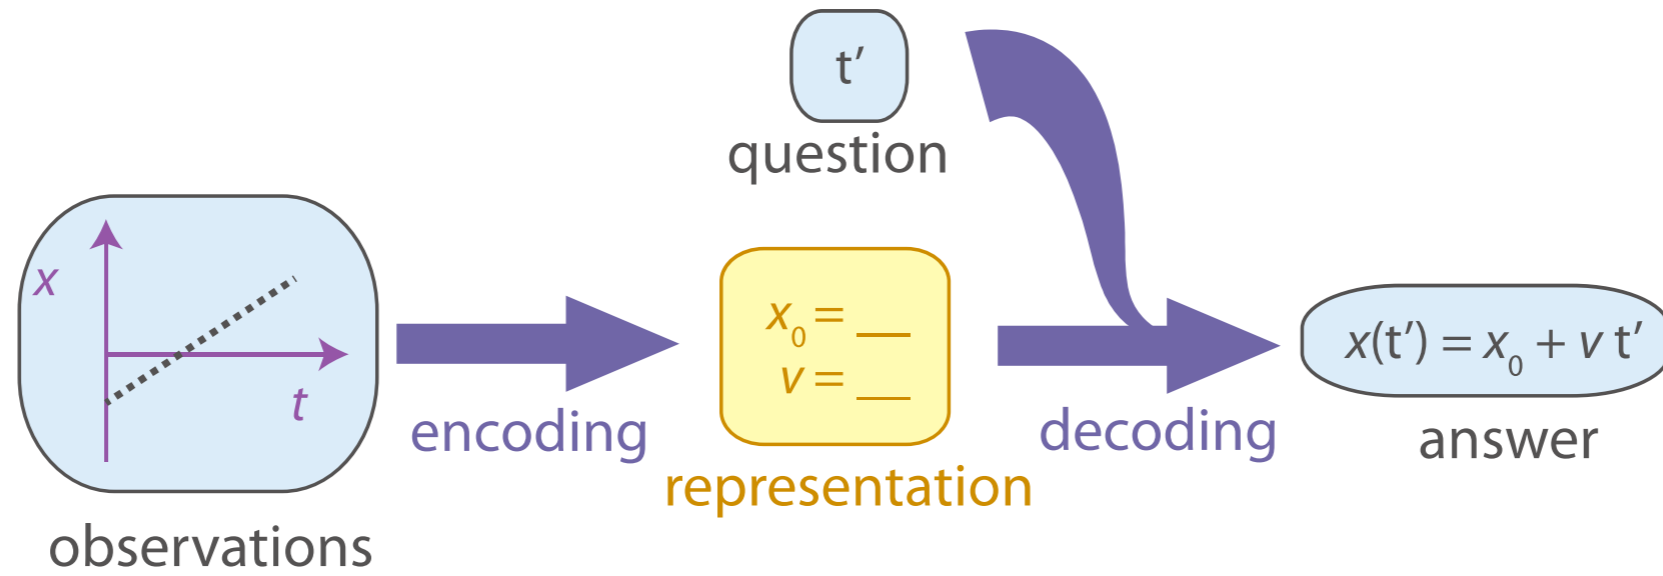 x
t
observations
encoding
t′
question
x₀ = __
v = __
representation
decoding
x(t′) = x₀ + v t′
answer